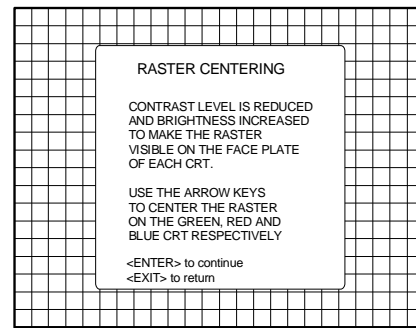 RASTER CENTERING
CONTRAST LEVEL IS REDUCED
AND BRIGHTNESS INCREASED
TO MAKE THE RASTER
VISIBLE ON THE FACE PLATE
OF EACH CRT.
USE THE ARROW KEYS
TO CENTER THE RASTER
ON THE GREEN, RED AND
BLUE CRT RESPECTIVELY
<ENTER> to continue
<EXIT> to return